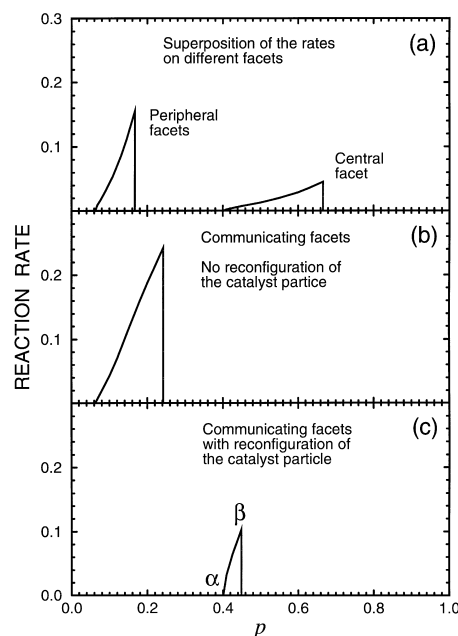 0.3
Superposition of the rates
on different facets
(a)
0.2
Peripheral
facets
0.1
Central
facet
REACTION RATE
Communicating facets
(b)
No reconfiguration of
the catalyst partice
0.2
0.1
Communicating facets
with reconfiguration of
the catalyst particle
(c)
0.2
0.1
β
α
0.0
0.0 0.2 0.4 0.6 0.8 1.0
p